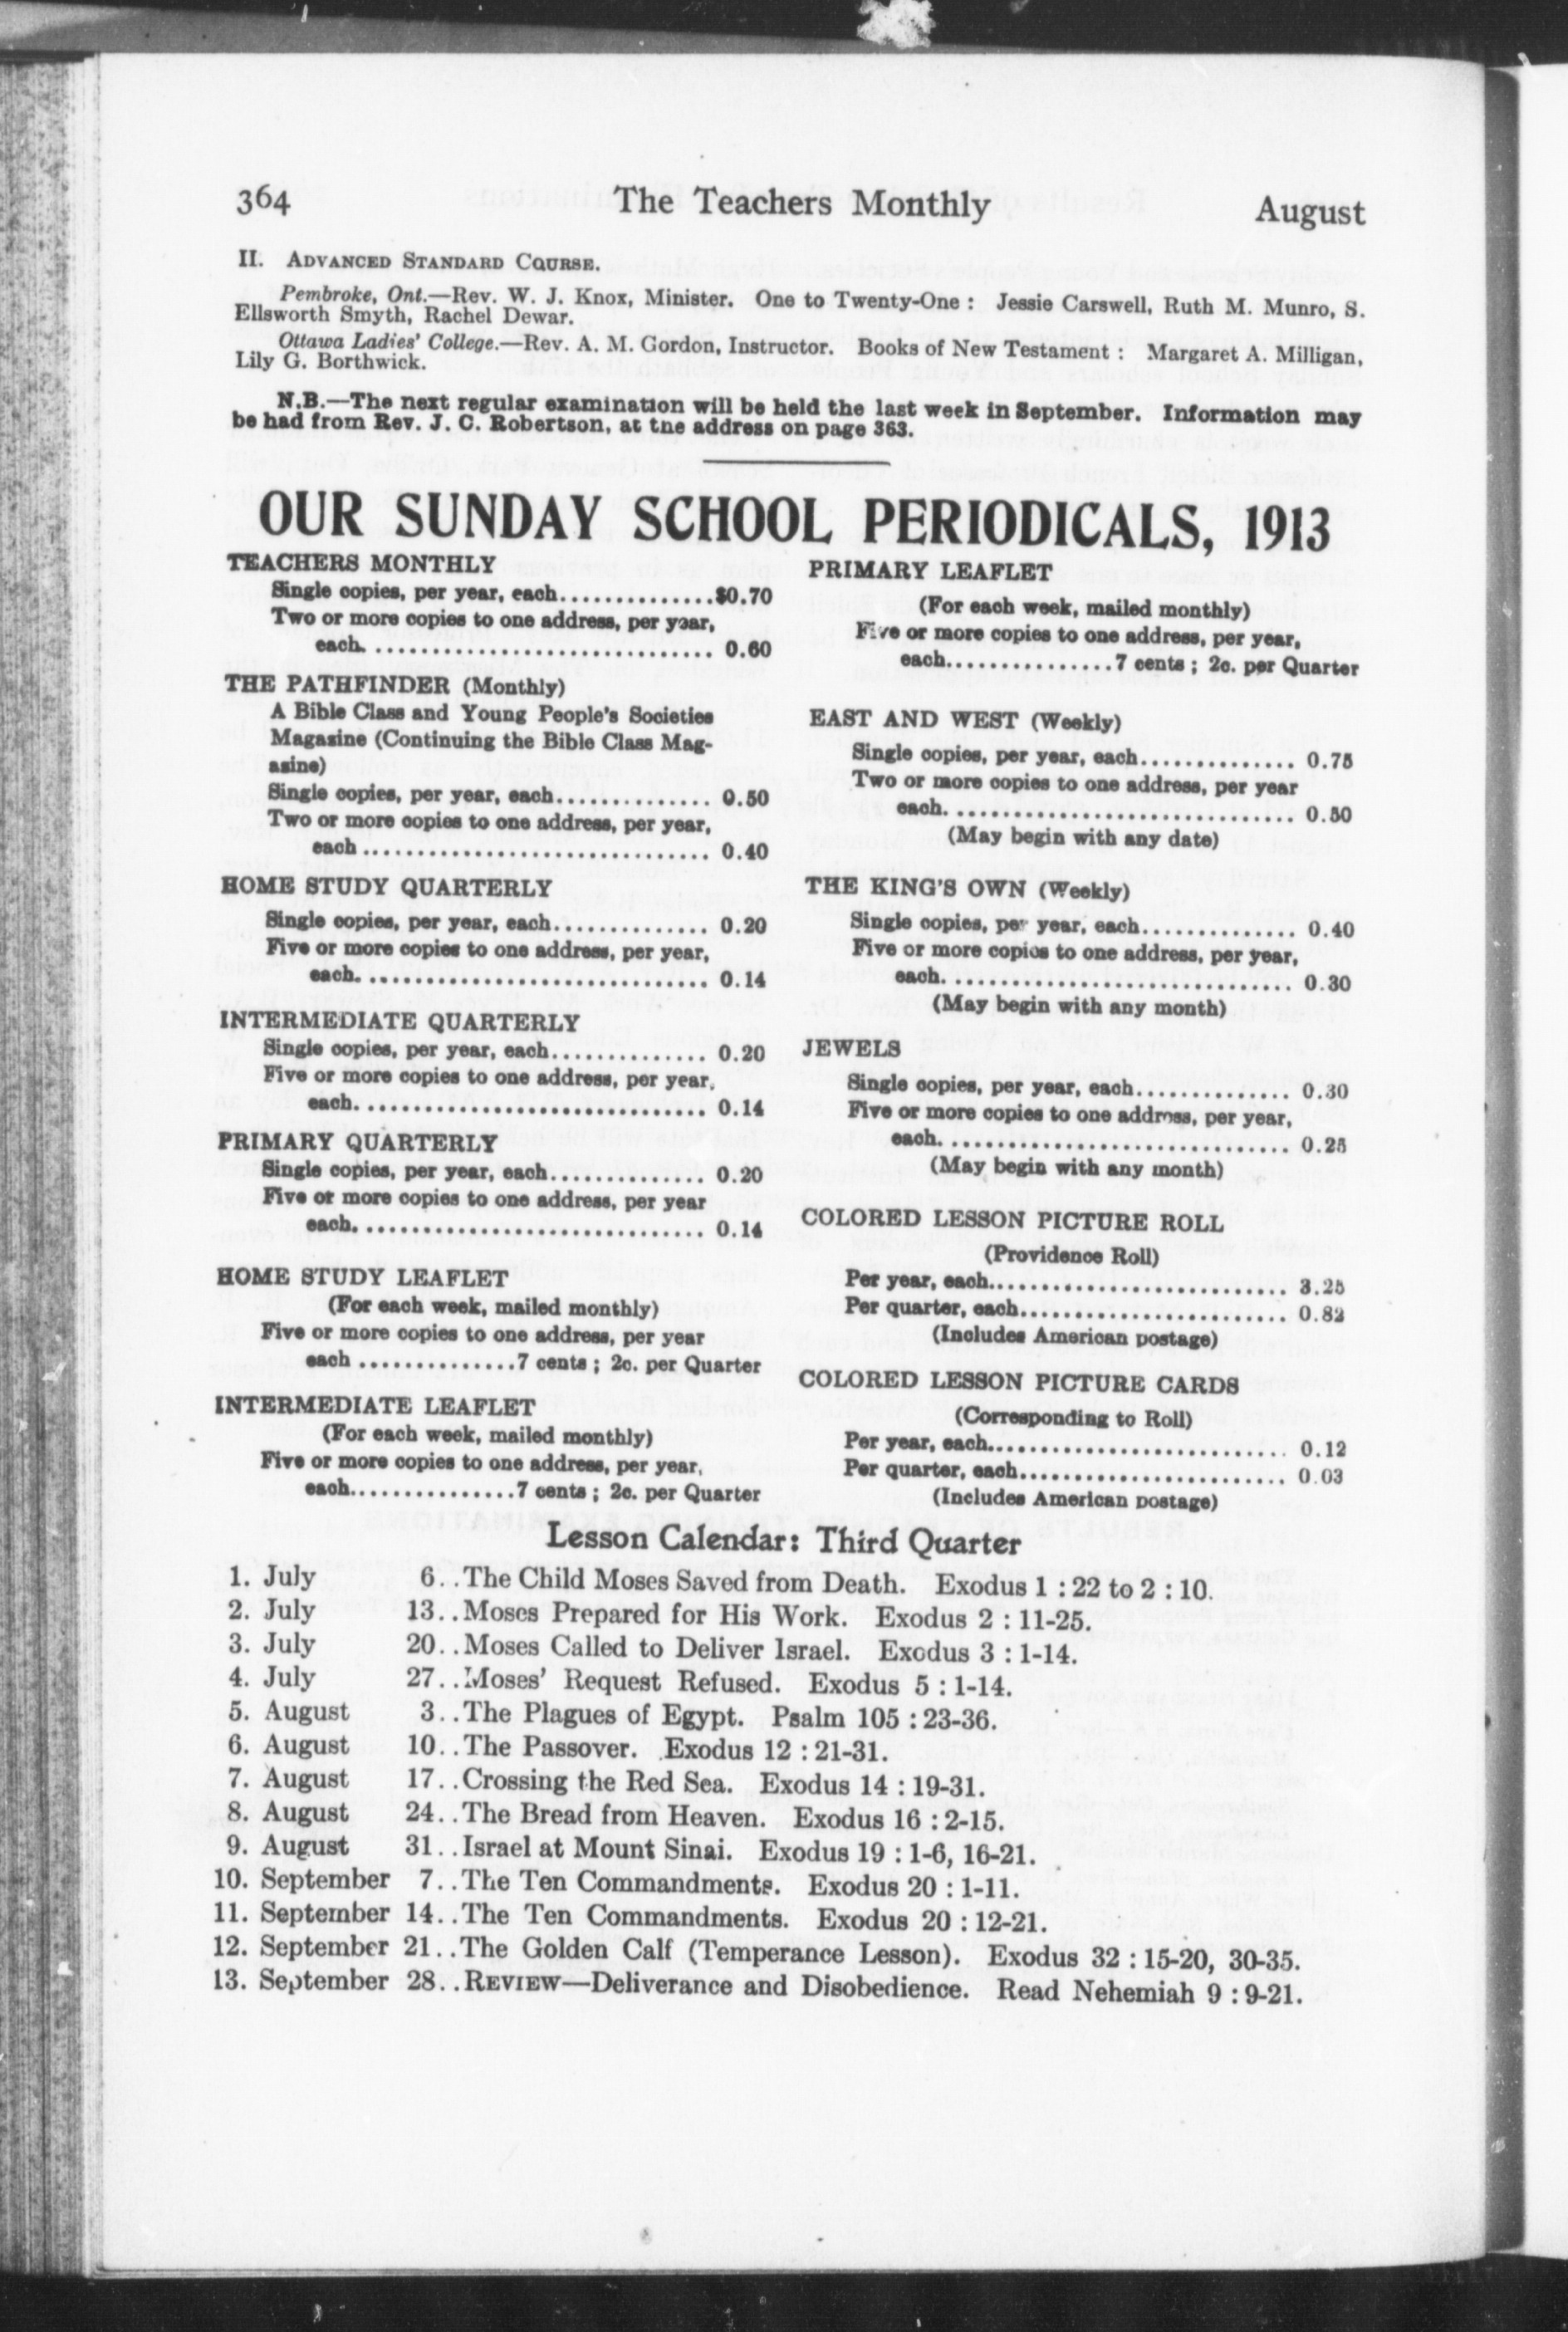 364 The Teachers Monthly August
II. ADVANCED STANDARD COURSE.
Pembroke, Ont.—Rev. W. J. Knox, Minister. One to Twenty-One : Jessie Carswell, Ruth M. Munro, S.
Ellsworth Smyth, Rachel Dewar.
Ottawa Ladies' College.—Rev. A. M. Gordon, Instructor. Books of New Testament : Margaret A. Milligan,
Lily G. Borthwick.
N.B.—The next regular examination will be held the last week in September. Information may
be had from Rev. J. C. Robertson, at the address on page 363.
OUR SUNDAY SCHOOL PERIODICALS, 1913
TEACHERS MONTHLY
Single copies, per year, each..............$0.70
Two or more copies to one address, per year,
each. .............................. 0.60
THE PATHFINDER (Monthly)
A Bible Class and Young People's Societies
Magazine (Continuing the Bible Class Mag-
azine)
Single copies, per year, each.............. 0.50
Two or more copies to one address, per year,
each ............................... 0.40
HOME STUDY QUARTERLY
Single copies, per year, each.............. 0.20
Five or more copies to one address, per year,
each. .............................. 0.14
INTERMEDIATE QUARTERLY
Single copies, per year, each.............. 0.20
Five or more copies to one address, per year,
each. .............................. 0.14
PRIMARY QUARTERLY
Single copies, per year, each.............. 0.20
Five or more copies to one address, per year
each. .............................. 0.14
HOME STUDY LEAFLET
(For each week, mailed monthly)
Five or more copies to one address, per year
each ..............7 cents ; 2c. per Quarter
INTERMEDIATE LEAFLET
(For each week, mailed monthly)
Five or more copies to one address, per year,
each...............7 cents ; 2c. per Quarter
PRIMARY LEAFLET
(For each week, mailed monthly)
Five or more copies to one address, per year,
each...............7 cents ; 2c. per Quarter
EAST AND WEST (Weekly)
Single copies, per year, each.............. 0.75
Two or more copies to one address, per year
each. .............................. 0.50
(May begin with any date)
THE KING'S OWN (Weekly)
Single copies, per year, each.............. 0.40
Five or more copies to one address, per year,
each. .............................. 0.30
(May begin with any month)
JEWELS
Single copies, per year, each.............. 0.30
Five or more copies to one address, per year,
each. .............................. 0.25
(May begin with any month)
COLORED LESSON PICTURE ROLL
(Providence Roll)
Per year, each........................... 3.25
Per quarter, each........................ 0.82
(Includes American postage)
COLORED LESSON PICTURE CARDS
(Corresponding to Roll)
Per year, each........................... 0.12
Per quarter, each........................ 0.03
(Includes American postage)
Lesson Calendar: Third Quarter
1. July 6..The Child Moses Saved from Death. Exodus 1 : 22 to 2 : 10.
2. July 13..Moses Prepared for His Work. Exodus 2 : 11-25.
3. July 20..Moses Called to Deliver Israel. Exodus 3 : 1-14.
4. July 27..Moses' Request Refused. Exodus 5 : 1-14.
5. August 3..The Plagues of Egypt. Psalm 105 : 23-36.
6. August 10..The Passover. Exodus 12 : 21-31.
7. August 17..Crossing the Red Sea. Exodus 14 : 19-31.
8. August 24..The Bread from Heaven. Exodus 16 : 2-15.
9. August 31..Israel at Mount Sinai. Exodus 19 : 1-6, 16-21.
10. September 7..The Ten Commandments. Exodus 20 : 1-11.
11. September 14..The Ten Commandments. Exodus 20 : 12-21.
12. September 21..The Golden Calf (Temperance Lesson). Exodus 32 : 15-20, 30-35.
13. September 28..REVIEW—Deliverance and Disobedience. Read Nehemiah 9 : 9-21.